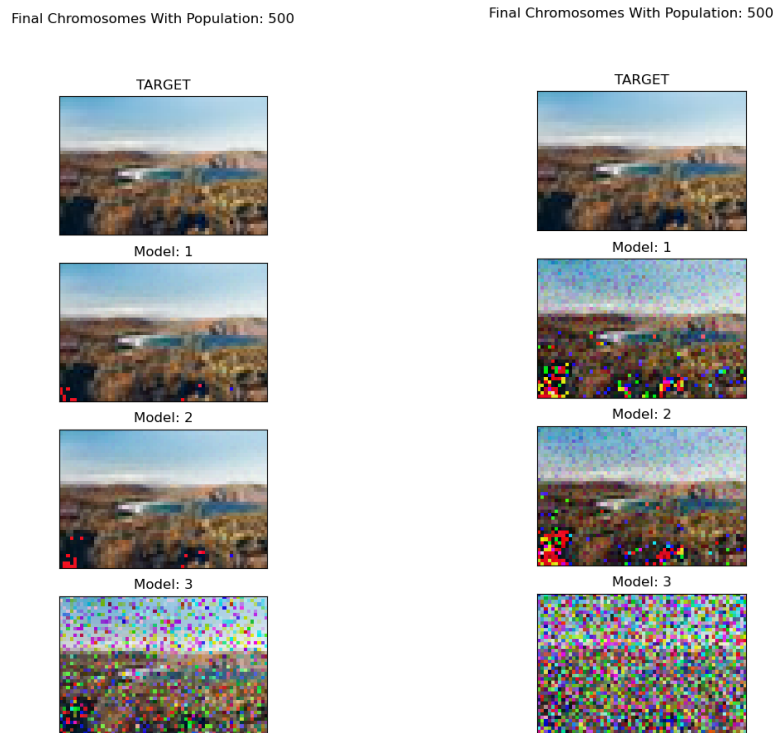 Final Chromosomes With Population: 500
TARGET
Model: 1
Model: 2
Model: 3
Final Chromosomes With Population: 500
TARGET
Model: 1
Model: 2
Model: 3